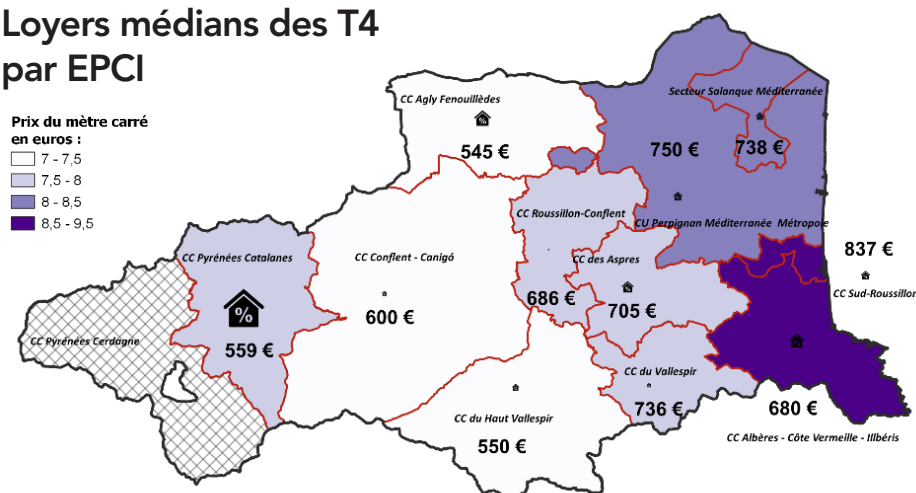 Loyers médians des T4
par EPCI
Prix du mètre carré
en euros :
7 - 7,5
7,5 - 8
8 - 8,5
8,5 - 9,5
CC Agly Fenouillèdes
%
545 €
Secteur Salanque Méditerranée
750 €
738 €
CC Roussillon-Conflent
CU Perpignan Méditerranée Métropole
CC Pyrénées Catalanes
CC Conflent - Canigó
CC des Aspres
837 €
CC Sud-Roussillon
%
686 €
%
705 €
600 €
CC Pyrénées Cerdagne
559 €
CC du Vallespir
736 €
680 €
CC du Haut Vallespir
550 €
CC Albères - Côte Vermeille - Illbéris